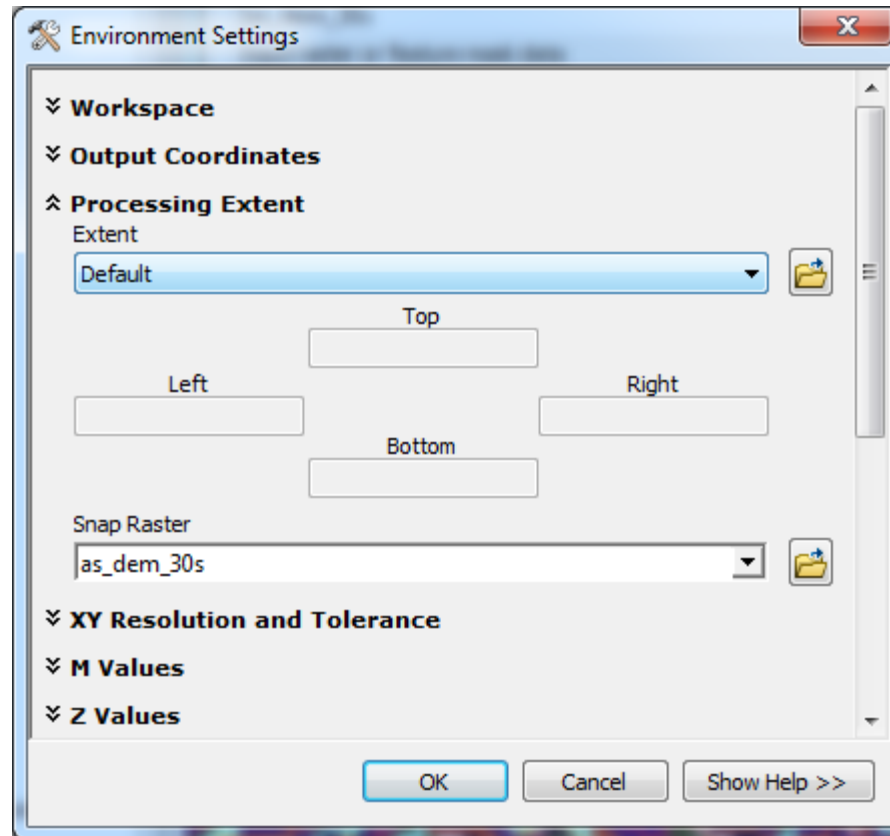 Environment Settings
Workspace
Output Coordinates
Processing Extent
Extent
Default
Top
Left
Right
Bottom
Snap Raster
as_dem_30s
XY Resolution and Tolerance
M Values
Z Values
OK
Cancel
Show Help >>